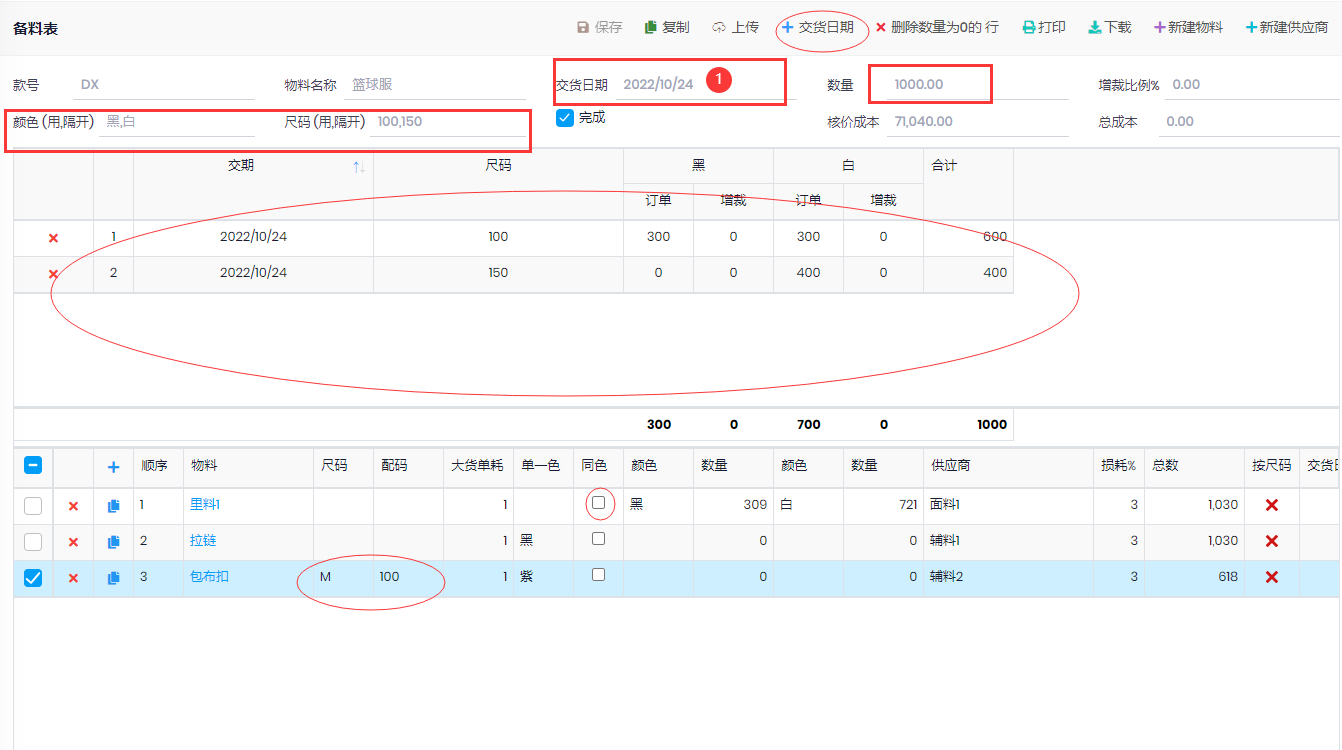 备料表 保存 复制 上传 交货日期 删除数量为0的 行 打印 下载 新建物料 新建供应商
款号 DX 物料名称 篮球服 交货日期 2022/10/24 1 数量 1000.00 增裁比例% 0.00
颜色 (用,隔开) 黑,白 尺码 (用,隔开) 100,150 完成 核价成本 71,040.00 总成本 0.00
交期 尺码 黑 白 合计
订单 增裁 订单 增裁
1 2022/10/24 100 300 0 300 0 600
2 2022/10/24 150 0 0 400 0 400
300 0 700 0 1000
顺序 物料 尺码 配码 大货单耗 单一色 同色 颜色 数量 颜色 数量 供应商 损耗% 总数 按尺码 交货
1 里料1 1 黑 309 白 721 面料1 3 1,030
2 拉链 1 黑 0 0 辅料1 3 1,030
3 包布扣 M 100 1 紫 0 0 辅料2 3 618